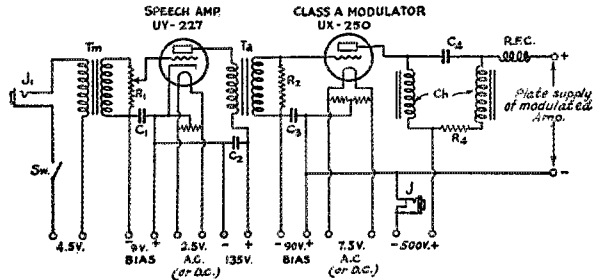 SPEECH AMP.
UY-227
CLASS A MODULATOR
UX-250
J1
Tm
R1
C1
Ta
C2
R2
C3
C4
R.F.C.
+
Ch
R4
Plate supply
of modulated
Amp.
-
Sw.
J
4.5V.
- 9V. +
BIAS
2.5V.
A.C.
(or D.C.)
- +
135V.
- 90V. +
BIAS
7.5V.
A.C.
(or D.C.)
- 500V. +